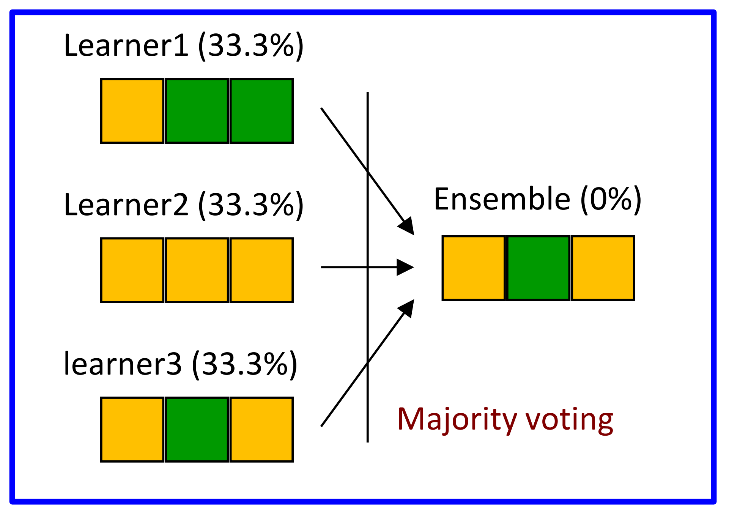 Learner1 (33.3%)
Learner2 (33.3%)
learner3 (33.3%)
Ensemble (0%)
Majority voting